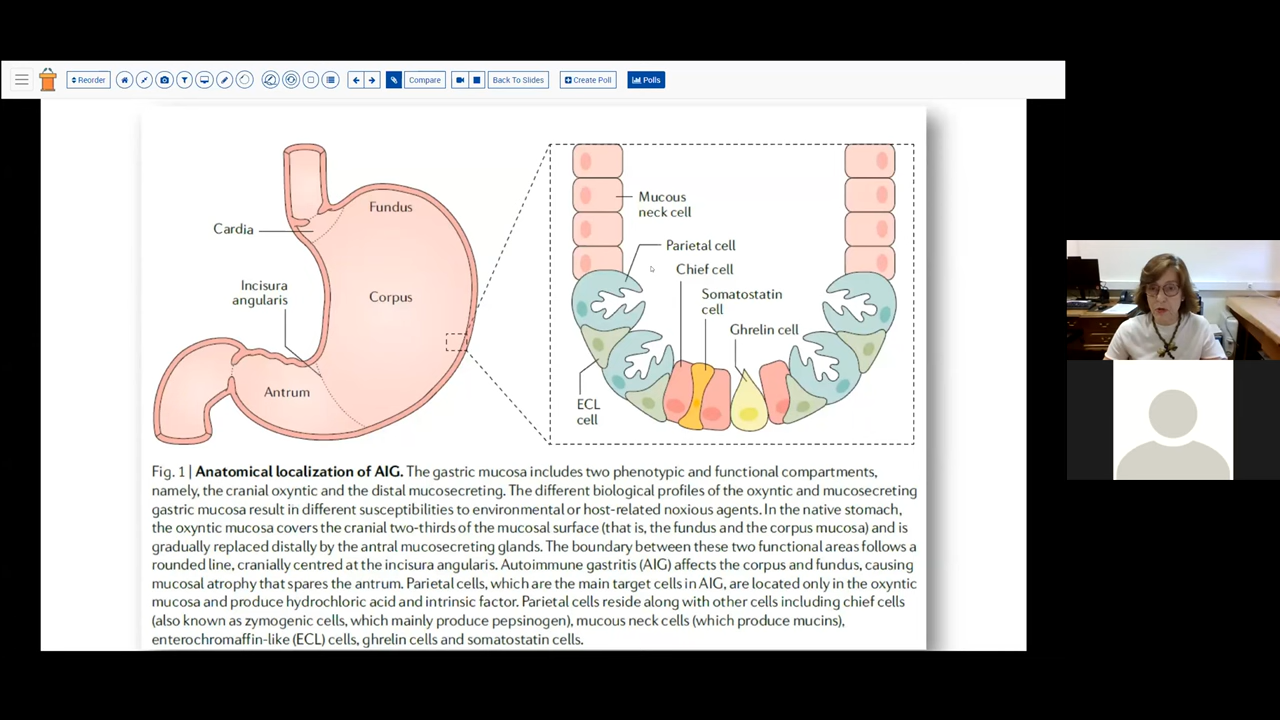 Reorder
Compare
Back To Slides
Create Poll
Polls
Fundus
Cardia
Incisura
angularis
Corpus
Antrum
Mucous
neck cell
Parietal cell
Chief cell
Somatostatin
cell
Ghrelin cell
ECL
cell
Fig. 1 | Anatomical localization of AIG. The gastric mucosa includes two phenotypic and functional compartments,
namely, the cranial oxyntic and the distal mucosecreting. The different biological profiles of the oxyntic and mucosecreting
gastric mucosa result in different susceptibilities to environmental or host-related noxious agents. In the native stomach,
the oxyntic mucosa covers the cranial two-thirds of the mucosal surface (that is, the fundus and the corpus mucosa) and is
gradually replaced distally by the antral mucosecreting glands. The boundary between these two functional areas follows a
rounded line, cranially centred at the incisura angularis. Autoimmune gastritis (AIG) affects the corpus and fundus, causing
mucosal atrophy that spares the antrum. Parietal cells, which are the main target cells in AIG, are located only in the oxyntic
mucosa and produce hydrochloric acid and intrinsic factor. Parietal cells reside along with other cells including chief cells
(also known as zymogenic cells, which mainly produce pepsinogen), mucous neck cells (which produce mucins),
enterochromaffin-like (ECL) cells, ghrelin cells and somatostatin cells.